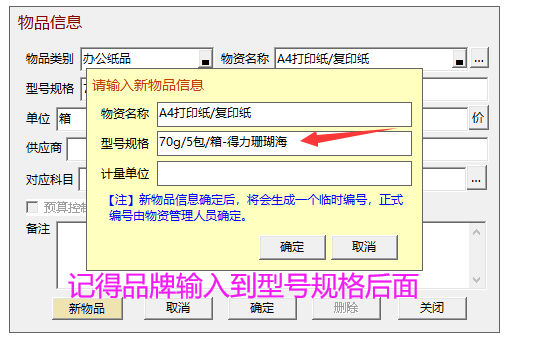 物品信息
物品类别 办公纸品 物资名称 A4打印纸/复印纸 ...
型号规格
请输入新物品信息
物资名称 A4打印纸/复印纸
单位 箱 价
型号规格 70g/5包/箱-得力珊瑚海
供应商
计量单位
对应科目 ...
【注】新物品信息确定后，将会生成一个临时编号，正式
编号由物资管理人员确定。
预算控制
备注
确定 取消
记得品牌输入到型号规格后面
新物品 取消 确定 删除 关闭